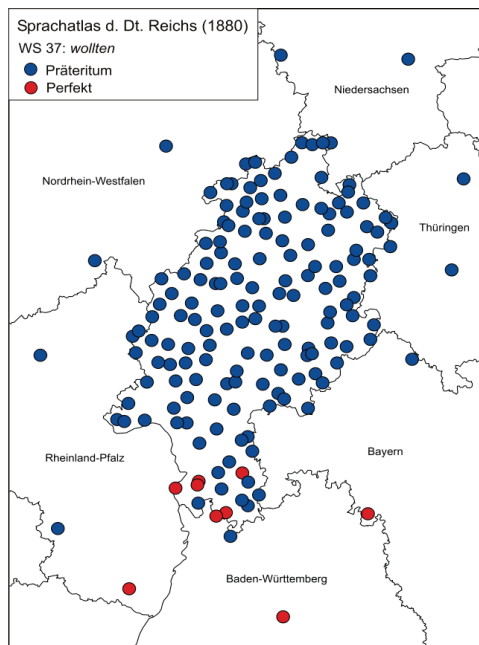 Sprachatlas d. Dt. Reichs (1880)
WS 37: wollten
Präteritum
Perfekt
Niedersachsen
Nordrhein-Westfalen
Thüringen
Rheinland-Pfalz
Bayern
Baden-Württemberg